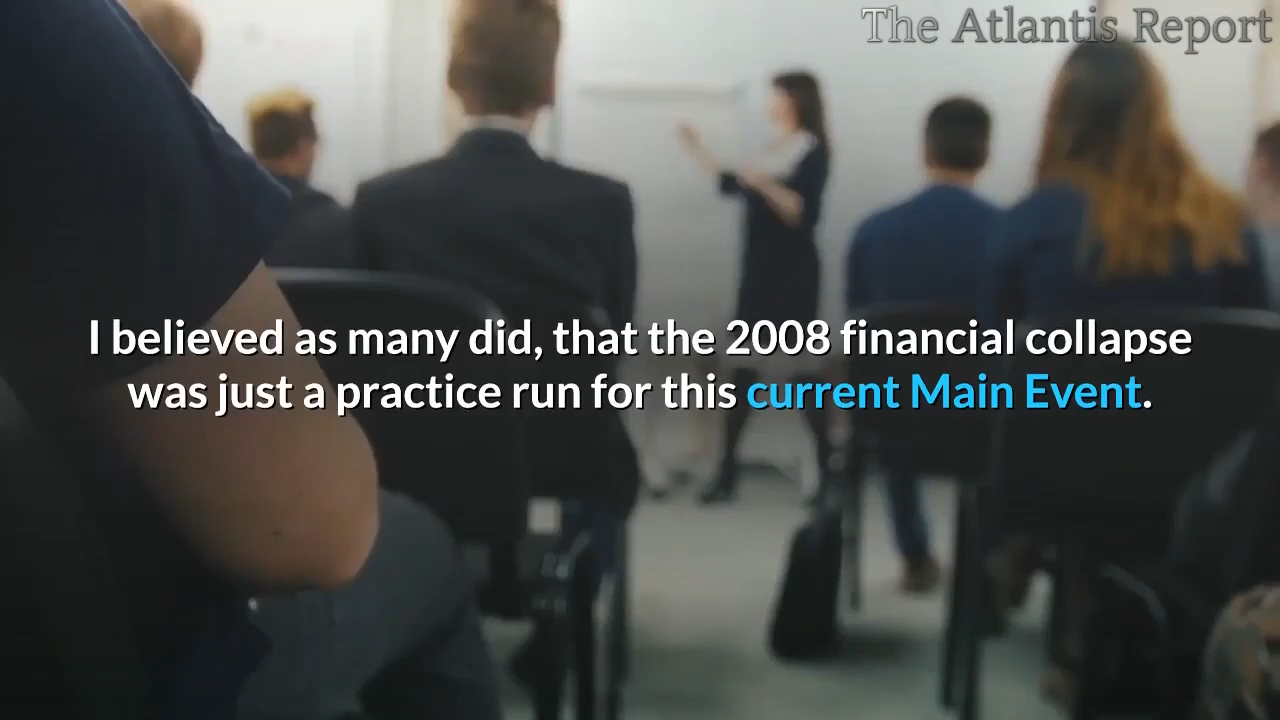 The Atlantis Report
I believed as many did, that the 2008 financial collapse
was just a practice run for this current Main Event.